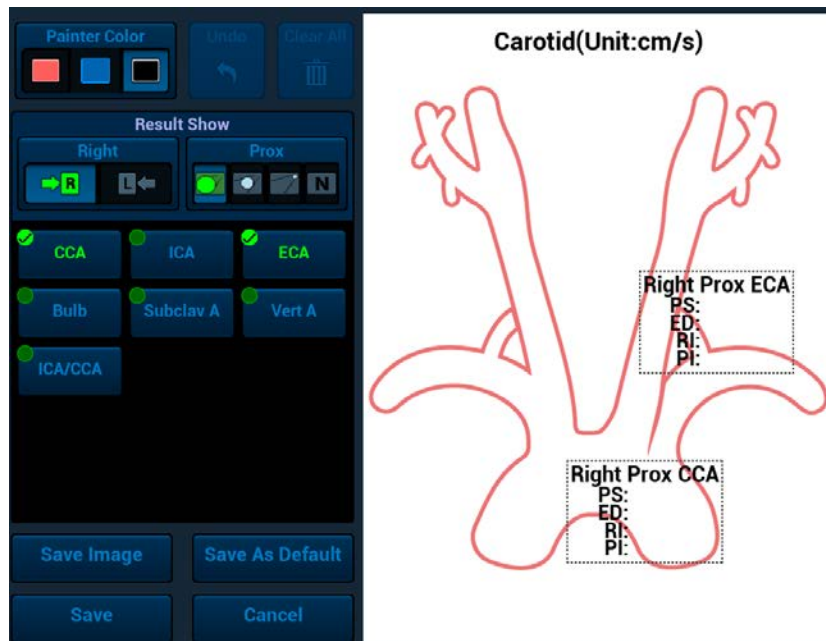 Painter Color
Undo
Clear All
Result Show
Right
Prox
R
L
N
CCA
ICA
ECA
Bulb
Subclav A
Vert A
ICA/CCA
Save Image
Save As Default
Save
Cancel
Carotid(Unit:cm/s)
Right Prox ECA
PS:
ED:
RI:
PI:
Right Prox CCA
PS:
ED:
RI:
PI: